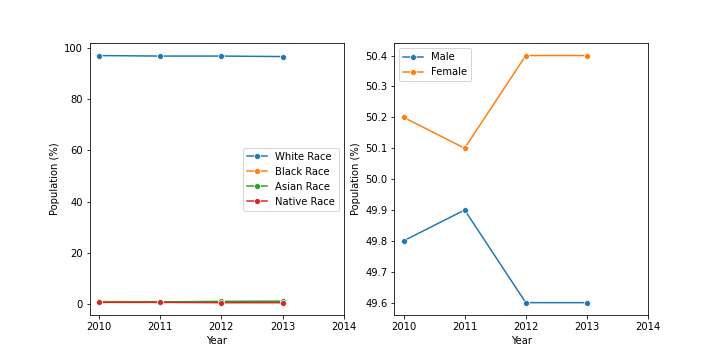 100
80
60
40
20
0
Population (%)
White Race
Black Race
Asian Race
Native Race
2010 2011 2012 2013 2014
Year
50.4
50.3
50.2
50.1
50.0
49.9
49.8
49.7
49.6
Population (%)
Male
Female
2010 2011 2012 2013 2014
Year